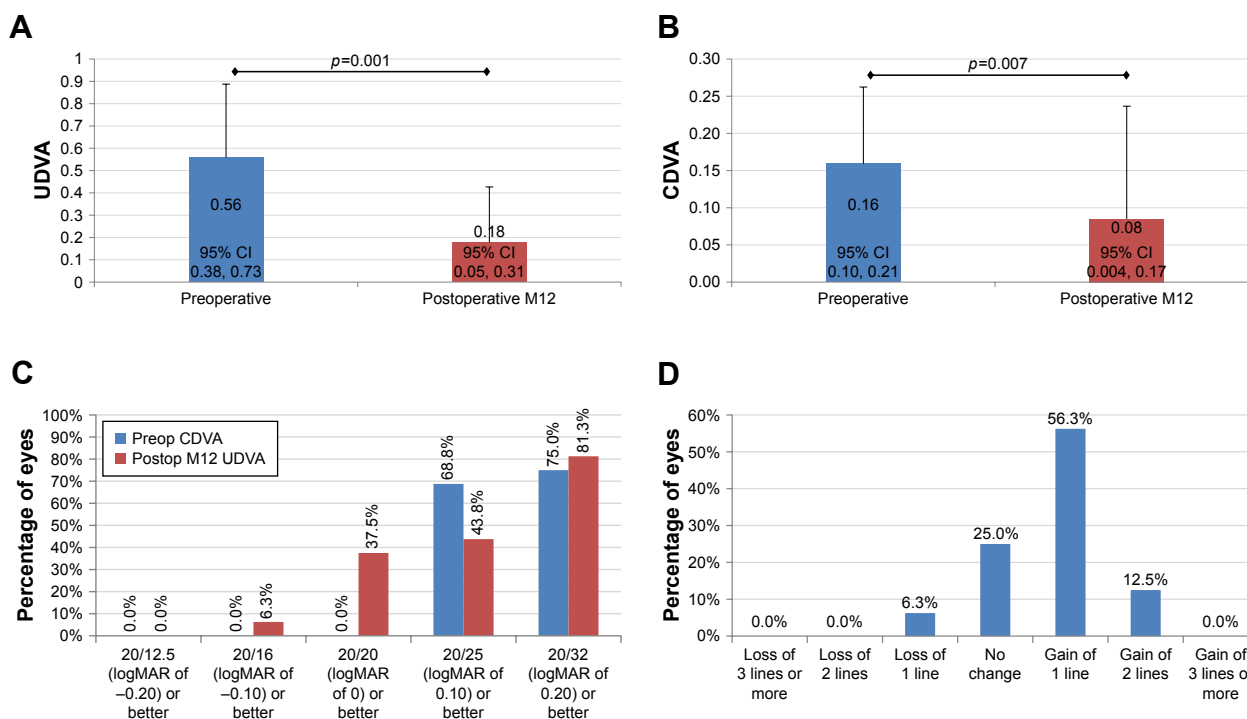 A
UDVA
1
0.9
0.8
0.7
0.6
0.5
0.4
0.3
0.2
0.1
0
p=0.001
0.56
95% CI
0.38, 0.73
0.18
95% CI
0.05, 0.31
Preoperative
Postoperative M12
B
CDVA
0.30
0.25
0.20
0.15
0.10
0.05
0.00
p=0.007
0.16
95% CI
0.10, 0.21
0.08
95% CI
0.004, 0.17
Preoperative
Postoperative M12
C
Percentage of eyes
100%
90%
80%
70%
60%
50%
40%
30%
20%
10%
0%
Preop CDVA
Postop M12 UDVA
0.0%
0.0%
0.0%
6.3%
0.0%
37.5%
68.8%
43.8%
75.0%
81.3%
20/12.5
(logMAR of
–0.20) or
better
20/16
(logMAR of
–0.10) or
better
20/20
(logMAR
of 0) or
better
20/25
(logMAR of
0.10) or
better
20/32
(logMAR of
0.20) or
better
D
Percentage of eyes
60%
50%
40%
30%
20%
10%
0%
0.0%
0.0%
6.3%
25.0%
56.3%
12.5%
0.0%
Loss of
3 lines or
more
Loss of
2 lines
Loss of
1 line
No
change
Gain of
1 line
Gain of
2 lines
Gain of
3 lines or
more